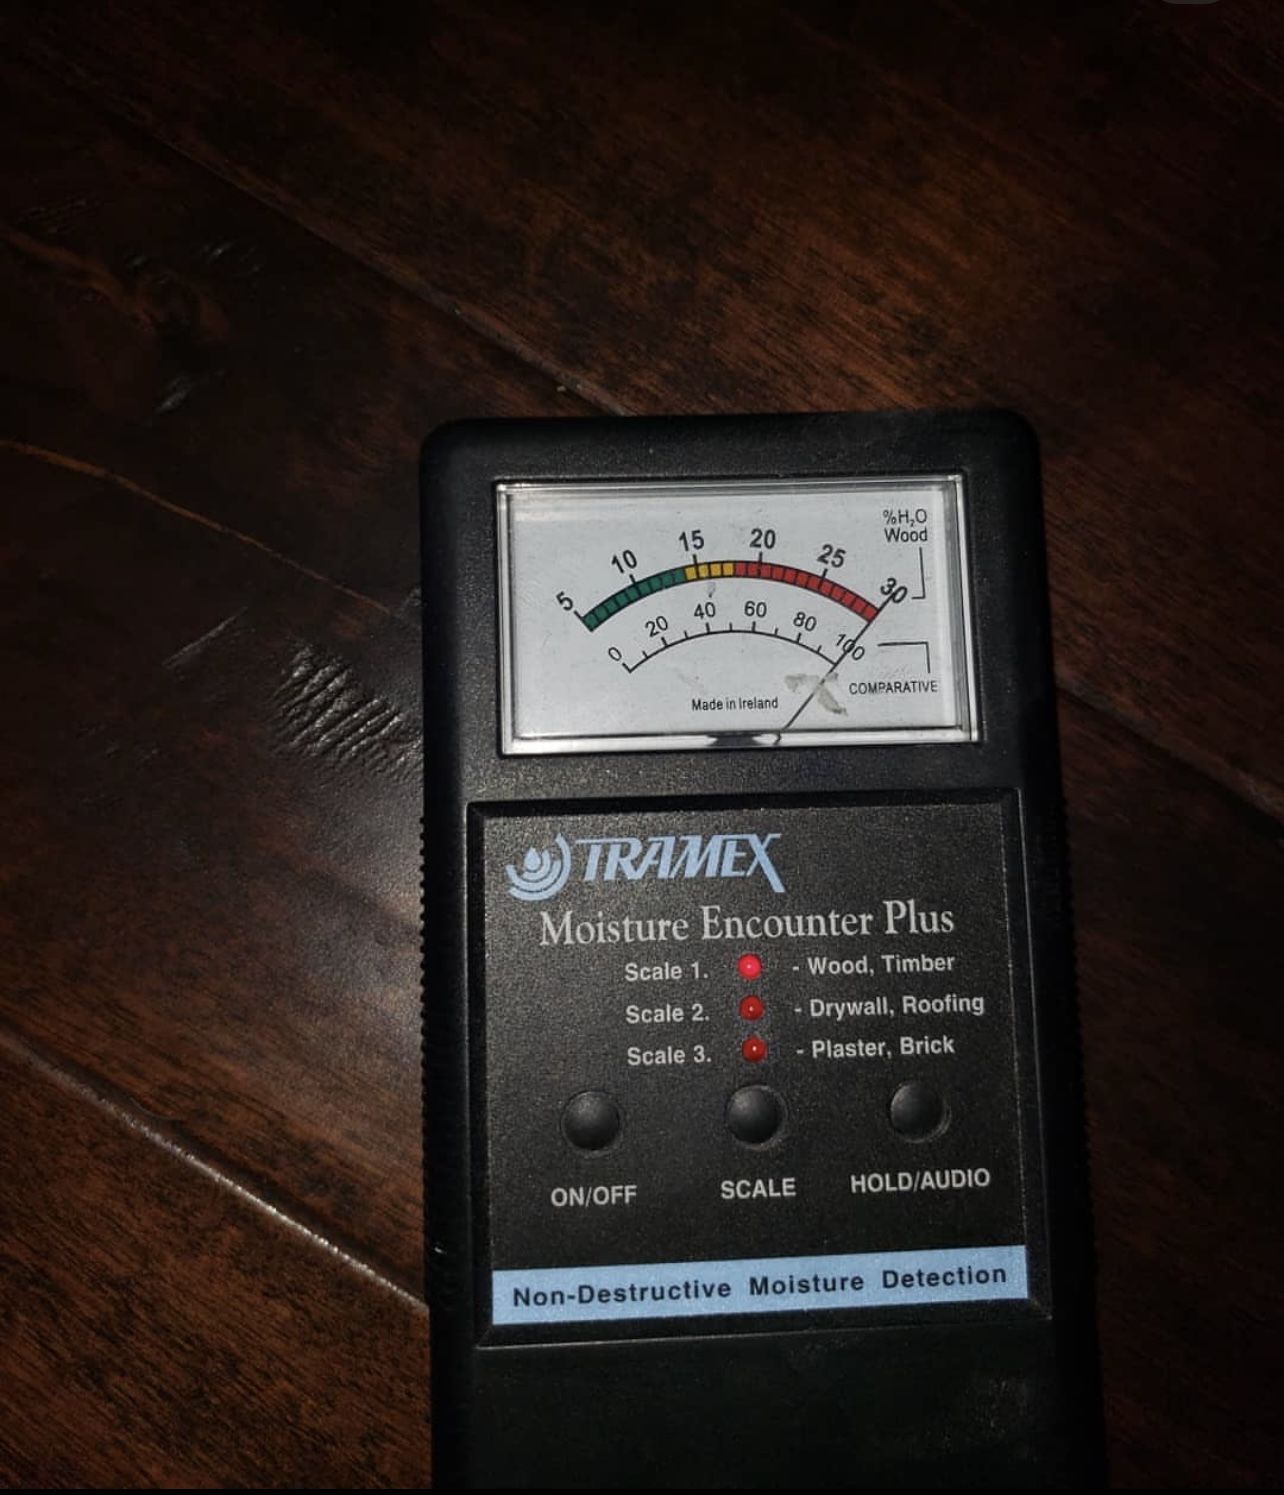 %H₂O
Wood
5 10 15 20 25 30
0 20 40 60 80 100
COMPARATIVE
Made in Ireland
TRAMEX
Moisture Encounter Plus
Scale 1. - Wood, Timber
Scale 2. - Drywall, Roofing
Scale 3. - Plaster, Brick
ON/OFF SCALE HOLD/AUDIO
Non-Destructive Moisture Detection